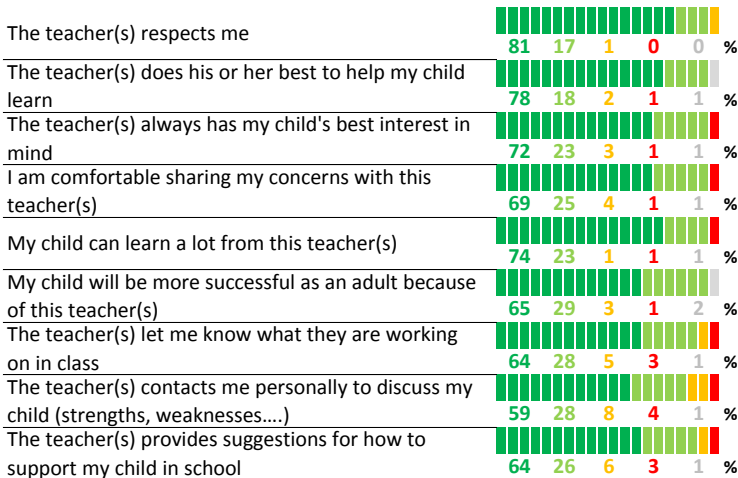 The teacher(s) respects me
81 17 1 0 0 %
The teacher(s) does his or her best to help my child
learn
78 18 2 1 1 %
The teacher(s) always has my child's best interest in
mind
72 23 3 1 1 %
I am comfortable sharing my concerns with this
teacher(s)
69 25 4 1 1 %
My child can learn a lot from this teacher(s)
74 23 1 1 1 %
My child will be more successful as an adult because
of this teacher(s)
65 29 3 1 2 %
The teacher(s) let me know what they are working
on in class
64 28 5 3 1 %
The teacher(s) contacts me personally to discuss my
child (strengths, weaknesses....)
59 28 8 4 1 %
The teacher(s) provides suggestions for how to
support my child in school
64 26 6 3 1 %